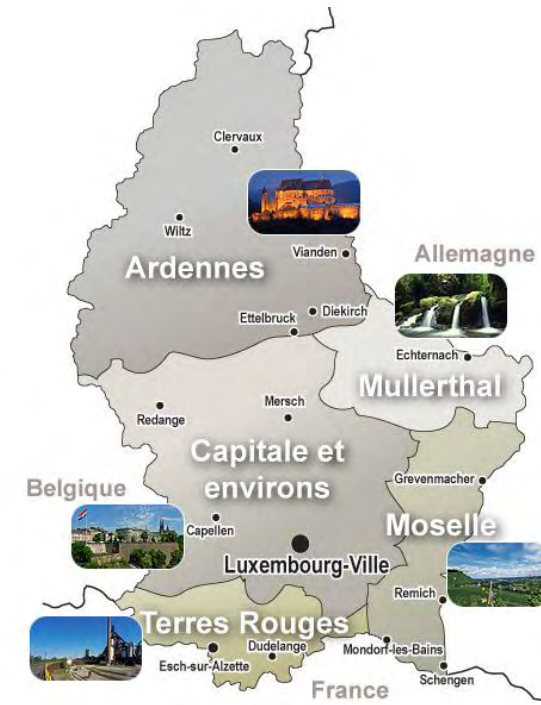 Clervaux
Wiltz
Vianden
Allemagne
Ardennes
Ettelbruck
Diekirch
Echternach
Mullerthal
Redange
Mersch
Capitale et
environs
Grevenmacher
Belgique
Capellen
Moselle
Luxembourg-Ville
Remich
Terres Rouges
Dudelange
Mondorf-les-Bains
Esch-sur-Alzette
Schengen
France